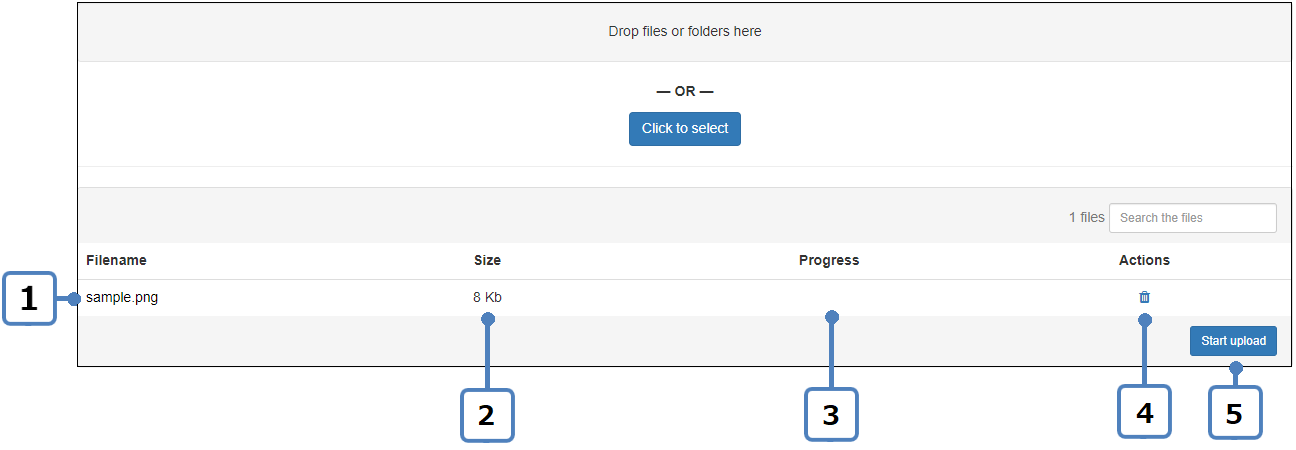 Drop files or folders here
— OR —
Click to select
1 files Search the files
Filename Size Progress Actions
1 sample.png 8 Kb
Start upload
2 3 4 5